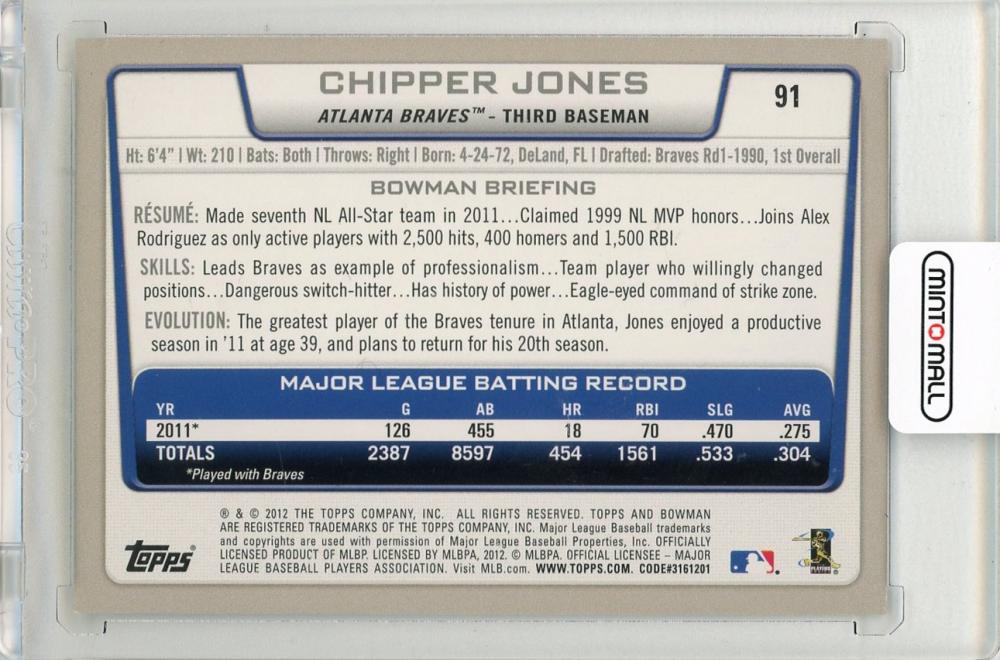 CHIPPER JONES
91
ATLANTA BRAVES™ - THIRD BASEMAN
Ht: 6'4" | Wt: 210 | Bats: Both | Throws: Right | Born: 4-24-72, DeLand, FL | Drafted: Braves Rd1-1990, 1st Overall
BOWMAN BRIEFING
RÉSUMÉ: Made seventh NL All-Star team in 2011...Claimed 1999 NL MVP honors...Joins Alex
Rodriguez as only active players with 2,500 hits, 400 homers and 1,500 RBI.
SKILLS: Leads Braves as example of professionalism...Team player who willingly changed
positions...Dangerous switch-hitter...Has history of power...Eagle-eyed command of strike zone.
EVOLUTION: The greatest player of the Braves tenure in Atlanta, Jones enjoyed a productive
season in '11 at age 39, and plans to return for his 20th season.
MAJOR LEAGUE BATTING RECORD
YR G AB HR RBI SLG AVG
2011* 126 455 18 70 .470 .275
TOTALS 2387 8597 454 1561 .533 .304
*Played with Braves
® & © 2012 THE TOPPS COMPANY, INC. ALL RIGHTS RESERVED. TOPPS AND BOWMAN
ARE REGISTERED TRADEMARKS OF THE TOPPS COMPANY, INC. Major League Baseball trademarks
and copyrights are used with permission of Major League Baseball Properties, Inc. OFFICIALLY
LICENSED PRODUCT OF MLBP. LICENSED BY MLBPA, 2012. © MLBPA. OFFICIAL LICENSEE – MAJOR
LEAGUE BASEBALL PLAYERS ASSOCIATION. Visit MLB.com. WWW.TOPPS.COM. CODE#3161201
Topps®
MINT MALL